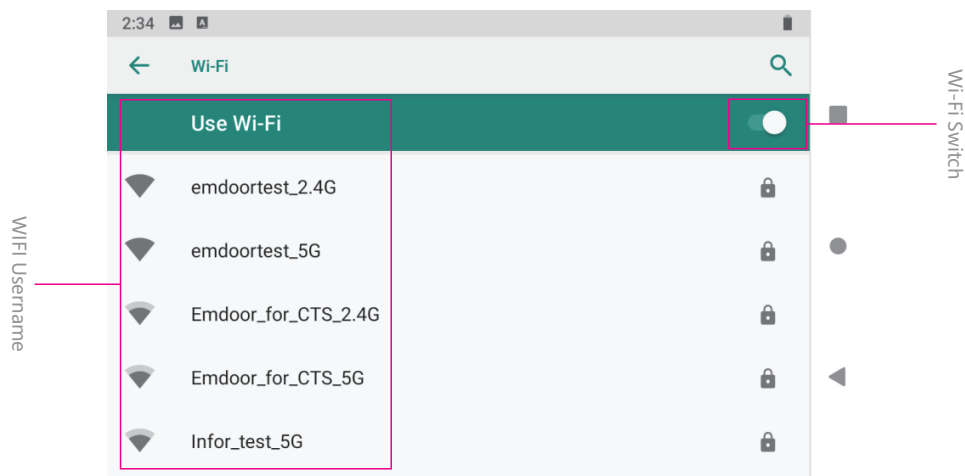 2:34
Wi-Fi
Use Wi-Fi
Wi-Fi Switch
emdoortest_2.4G
emdoortest_5G
WIFI Username
Emdoor_for_CTS_2.4G
Emdoor_for_CTS_5G
Infor_test_5G